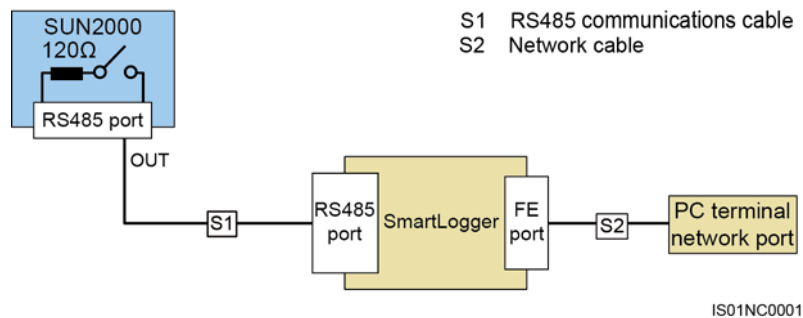 S1 RS485 communications cable
S2 Network cable
SUN2000
120Ω
RS485 port
OUT
S1
RS485
port
SmartLogger
FE
port
S2
PC terminal
network port
IS01NC0001